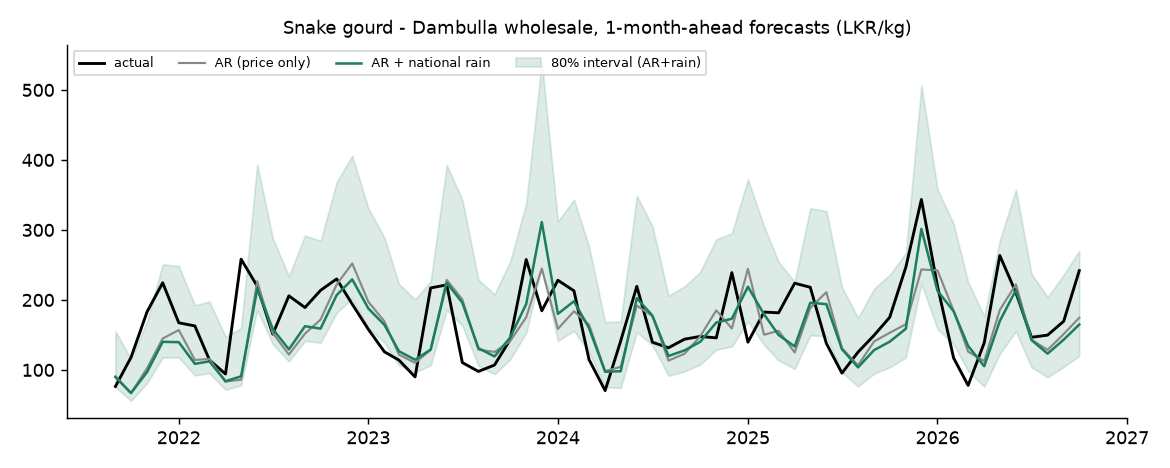 Snake gourd - Dambulla wholesale, 1-month-ahead forecasts (LKR/kg)
actual AR (price only) AR + national rain 80% interval (AR+rain)
500
400
300
200
100
2022 2023 2024 2025 2026 2027